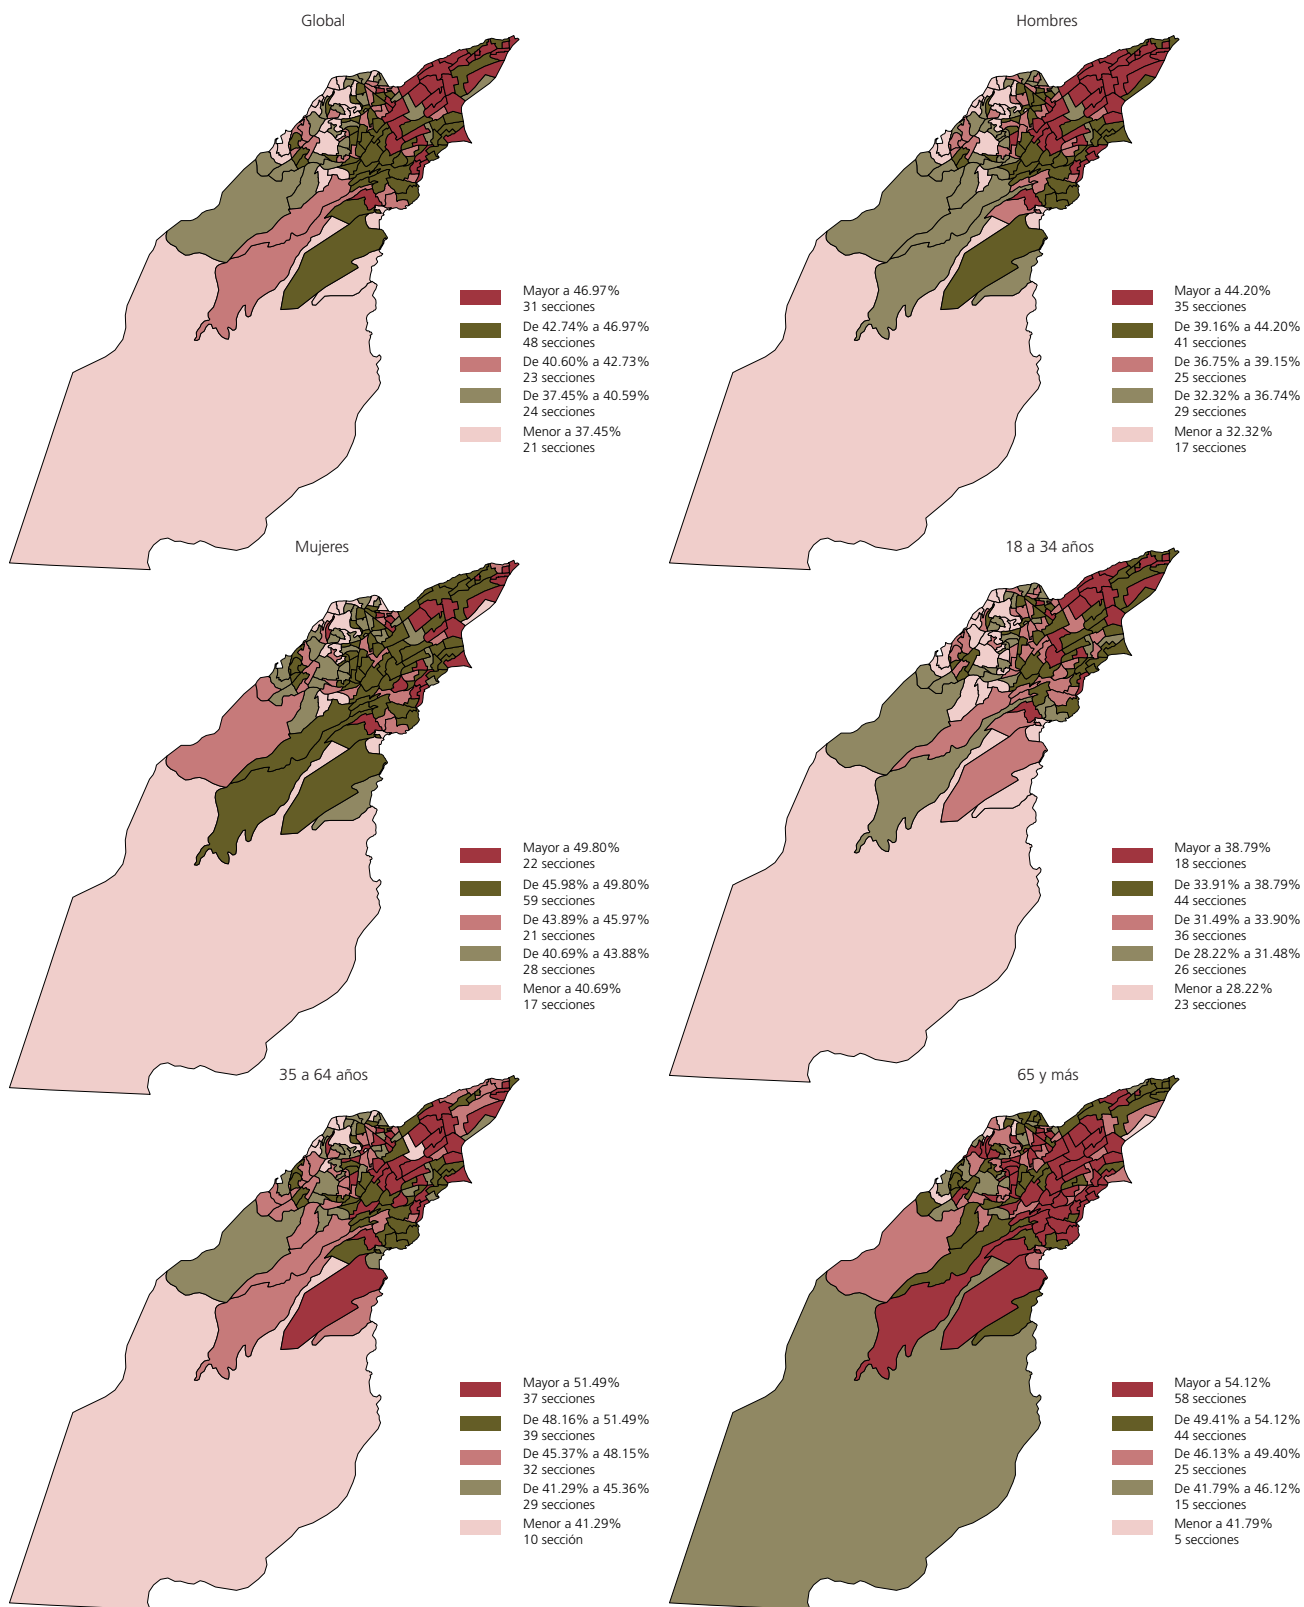 Global
Mayor a 46.97%
31 secciones
De 42.74% a 46.97%
48 secciones
De 40.60% a 42.73%
23 secciones
De 37.45% a 40.59%
24 secciones
Menor a 37.45%
21 secciones
Hombres
Mayor a 44.20%
35 secciones
De 39.16% a 44.20%
41 secciones
De 36.75% a 39.15%
25 secciones
De 32.32% a 36.74%
29 secciones
Menor a 32.32%
17 secciones
Mujeres
Mayor a 49.80%
22 secciones
De 45.98% a 49.80%
59 secciones
De 43.89% a 45.97%
21 secciones
De 40.69% a 43.88%
28 secciones
Menor a 40.69%
17 secciones
18 a 34 años
Mayor a 38.79%
18 secciones
De 33.91% a 38.79%
44 secciones
De 31.49% a 33.90%
36 secciones
De 28.22% a 31.48%
26 secciones
Menor a 28.22%
23 secciones
35 a 64 años
Mayor a 51.49%
37 secciones
De 48.16% a 51.49%
39 secciones
De 45.37% a 48.15%
32 secciones
De 41.29% a 45.36%
29 secciones
Menor a 41.29%
10 sección
65 y más
Mayor a 54.12%
58 secciones
De 49.41% a 54.12%
44 secciones
De 46.13% a 49.40%
25 secciones
De 41.79% a 46.12%
15 secciones
Menor a 41.79%
5 secciones